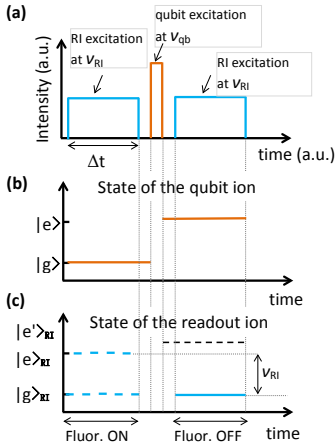 (a)
qubit excitation
at νqb
RI excitation
at νRI
RI excitation
at νRI
Intensity (a.u.)
Δt
time (a.u.)
(b)
State of the qubit ion
|e>
|g>
time
(c)
State of the readout ion
|e'>RI
|e>RI
νRI
|g>RI
Fluor. ON
Fluor. OFF
time